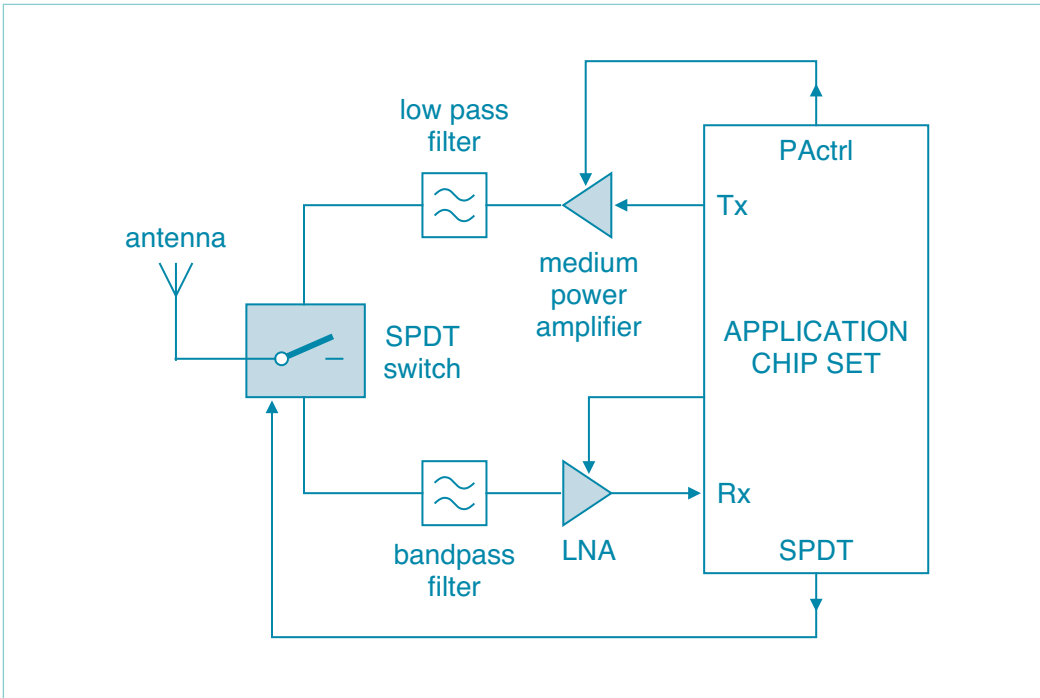 low pass
filter
PActrl
Tx
antenna
medium
power
amplifier
SPDT
switch
APPLICATION
CHIP SET
Rx
bandpass
filter
LNA
SPDT